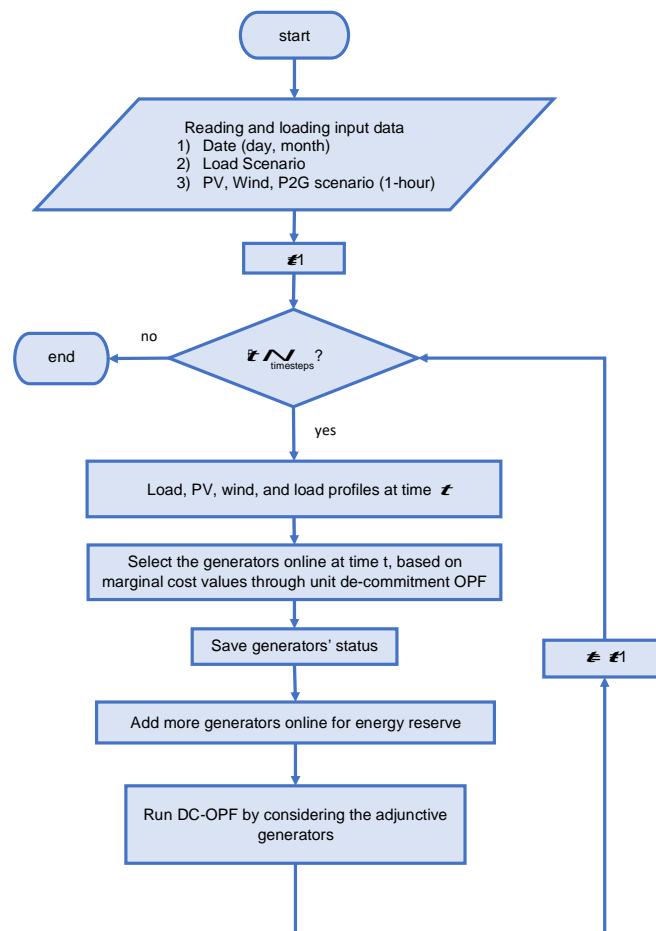 start
Reading and loading input data
1) Date (day, month)
2) Load Scenario
3) PV, Wind, P2G scenario (1-hour)
t=1
no
end
timesteps?
yes
Load, PV, wind, and load profiles at time t
Select the generators online at time t, based on
marginal cost values through unit de-commitment OPF
Save generators’ status
Add more generators online for energy reserve
Run DC-OPF by considering the adjunctive
generators